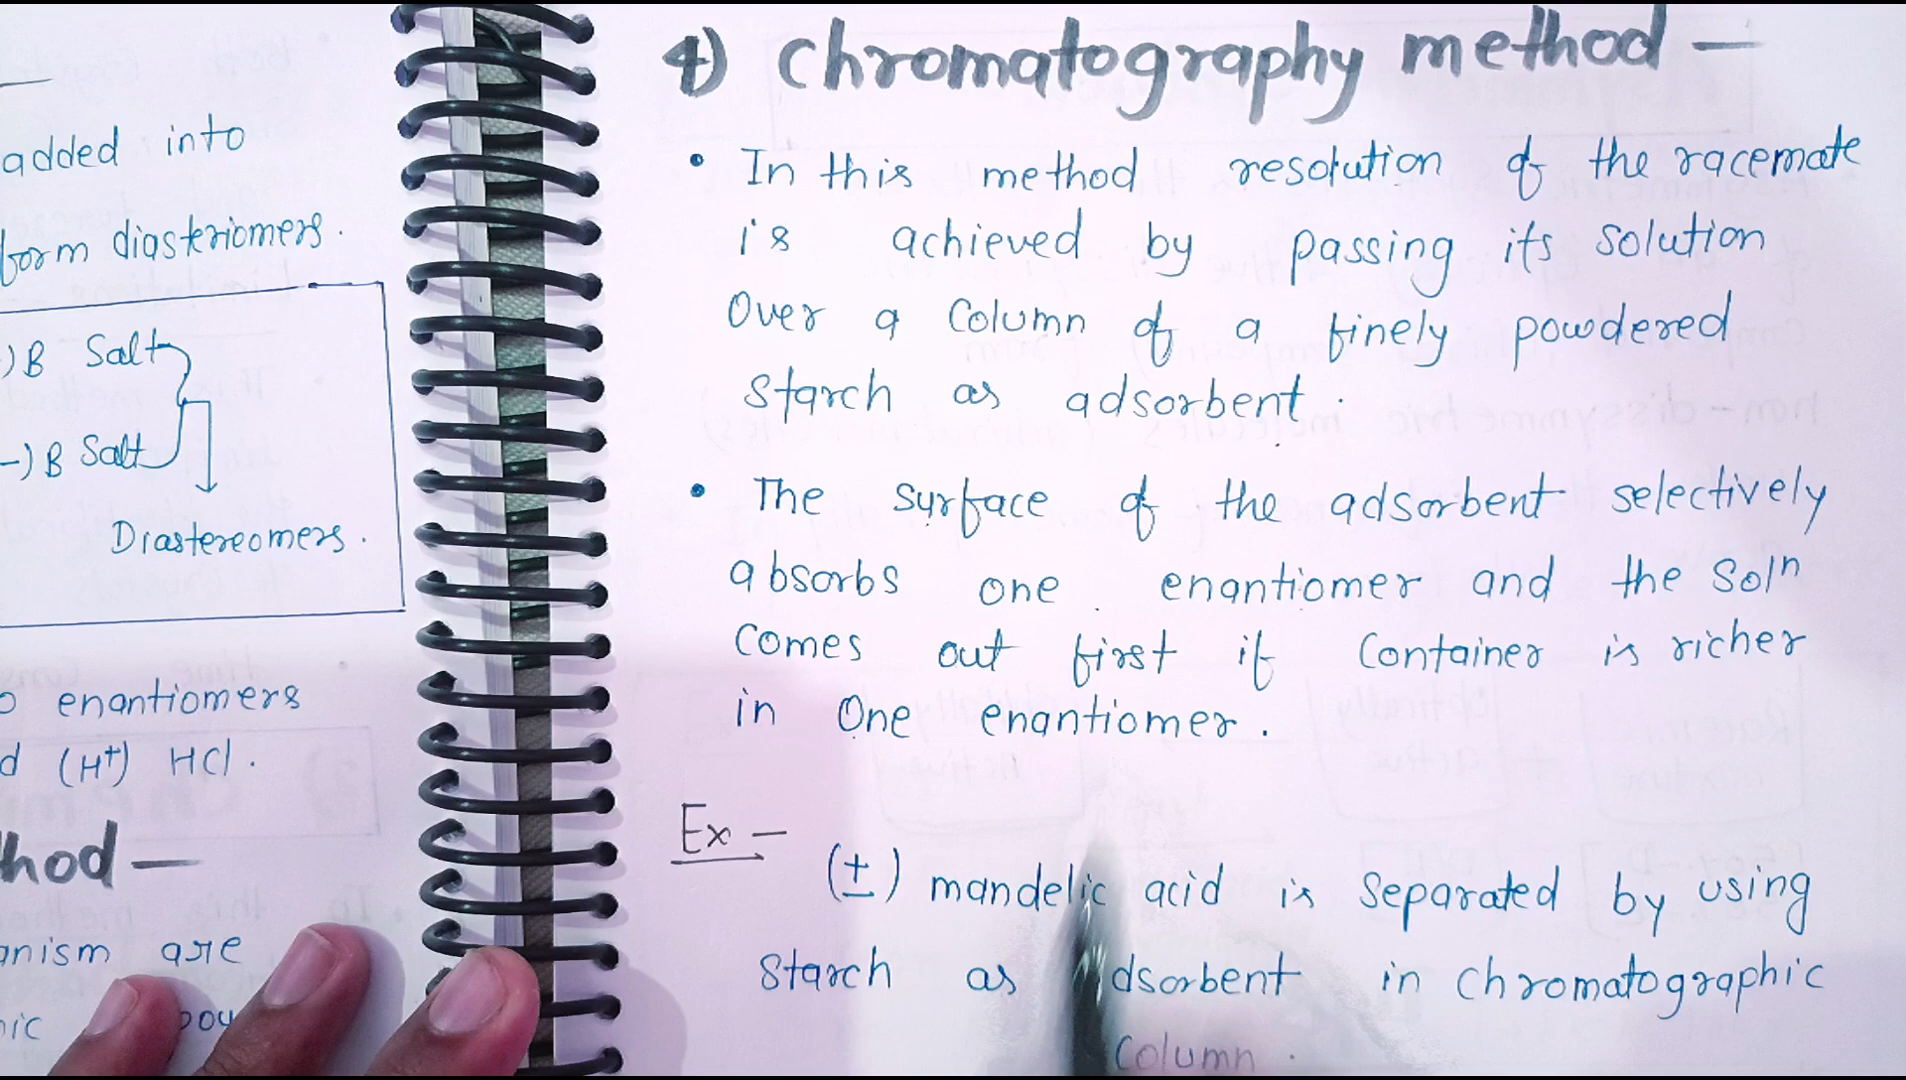 added into
form diasteriomers.
)B Salt
-)B Salt
Diastereomers.
enantiomers
d (H+) HCl.
hod —
anism are
4) Chromatography method —
• In this method resolution of the racemate
is achieved by passing its solution
Over a Column of a finely powdered
Starch as adsorbent.
• The surface of the adsorbent selectively
absorbs one enantiomer and the Solⁿ
Comes out first if Container is richer
in One enantiomer.
Ex —
(±) mandelic acid is Separated by using
Starch as dsorbent in Chromatographic
Column.